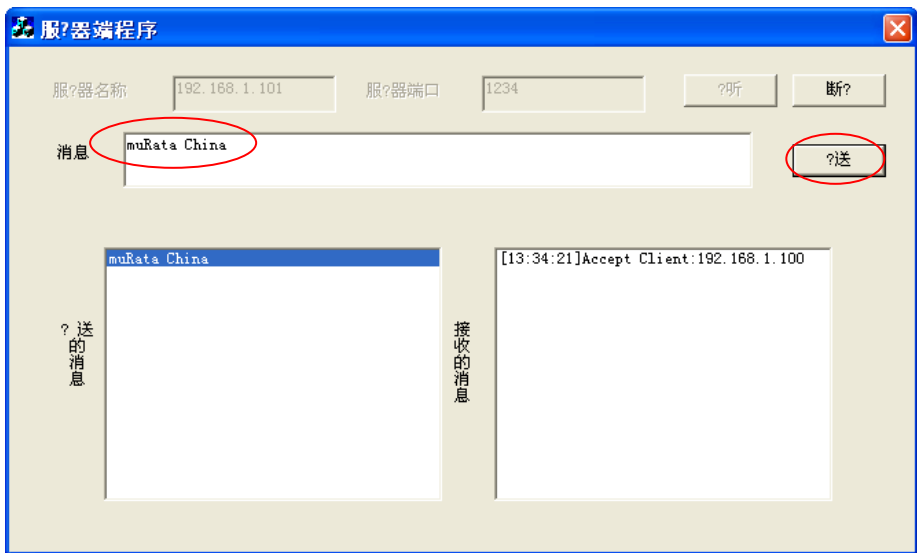 服?器端程序
服?器名称 192.168.1.101 服?器端口 1234 ?听 断?
消息 muRata China ?送
muRata China
[13:34:21]Accept Client:192.168.1.100
?送的消息
接收的消息